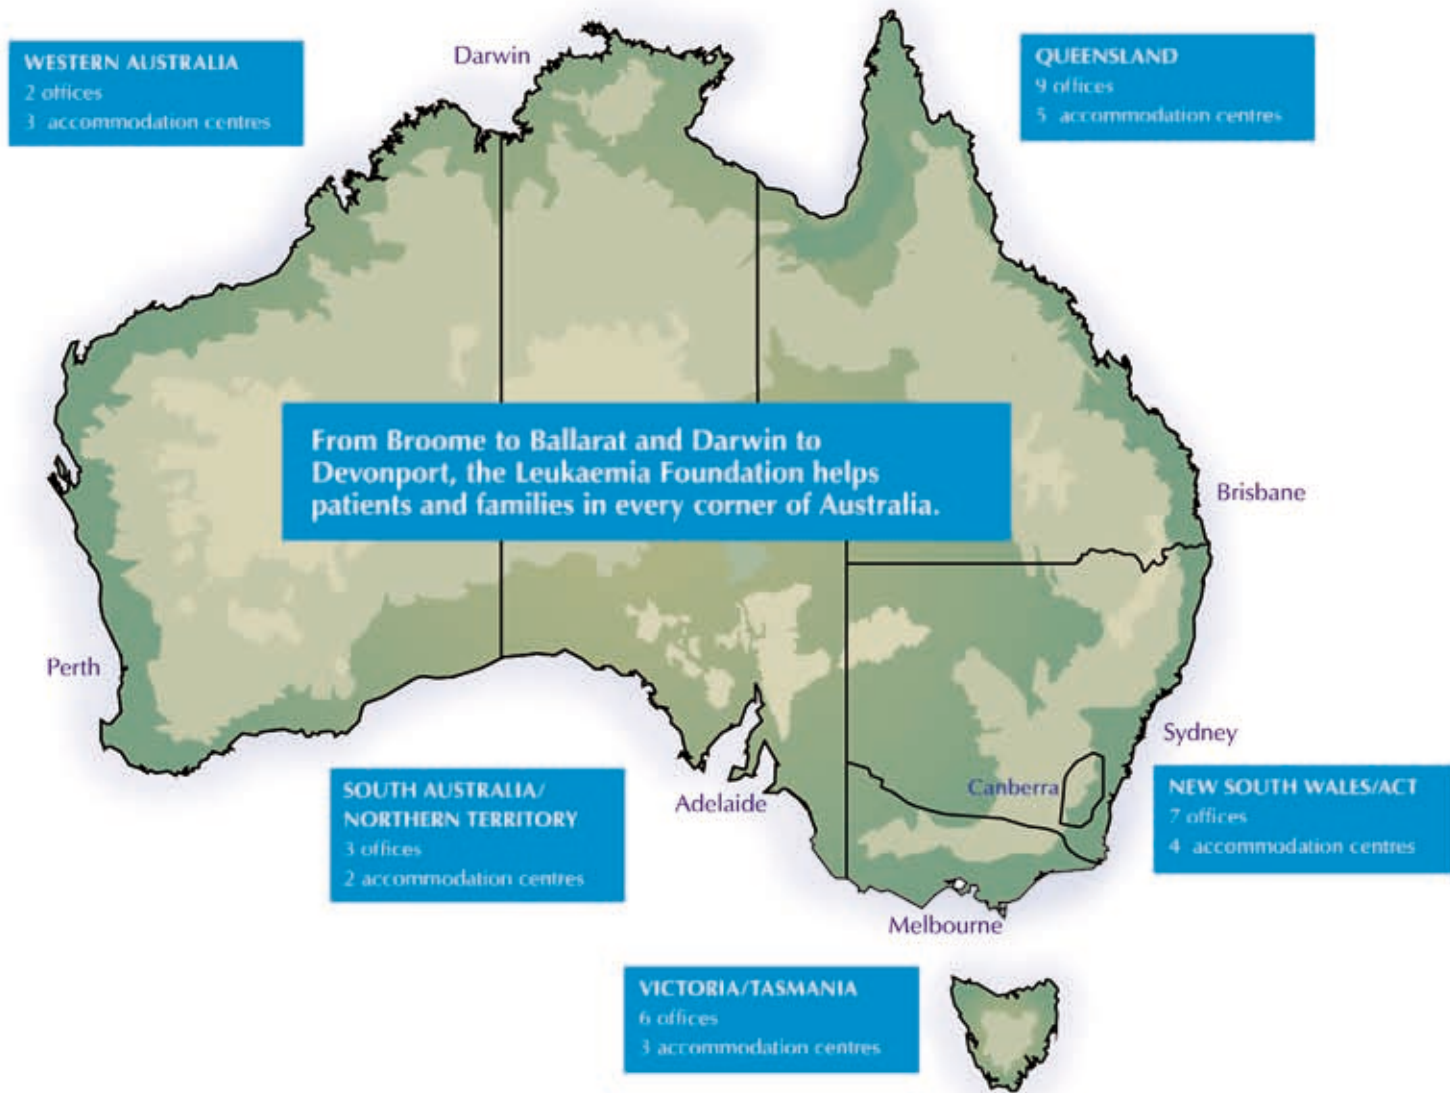 WESTERN AUSTRALIA
2 offices
3 accommodation centres
Darwin
QUEENSLAND
9 offices
5 accommodation centres
From Broome to Ballarat and Darwin to
Devonport, the Leukaemia Foundation helps
patients and families in every corner of Australia.
Brisbane
Perth
Sydney
SOUTH AUSTRALIA/
NORTHERN TERRITORY
3 offices
2 accommodation centres
Adelaide
Canberra
NEW SOUTH WALES/ACT
7 offices
4 accommodation centres
Melbourne
VICTORIA/TASMANIA
6 offices
3 accommodation centres